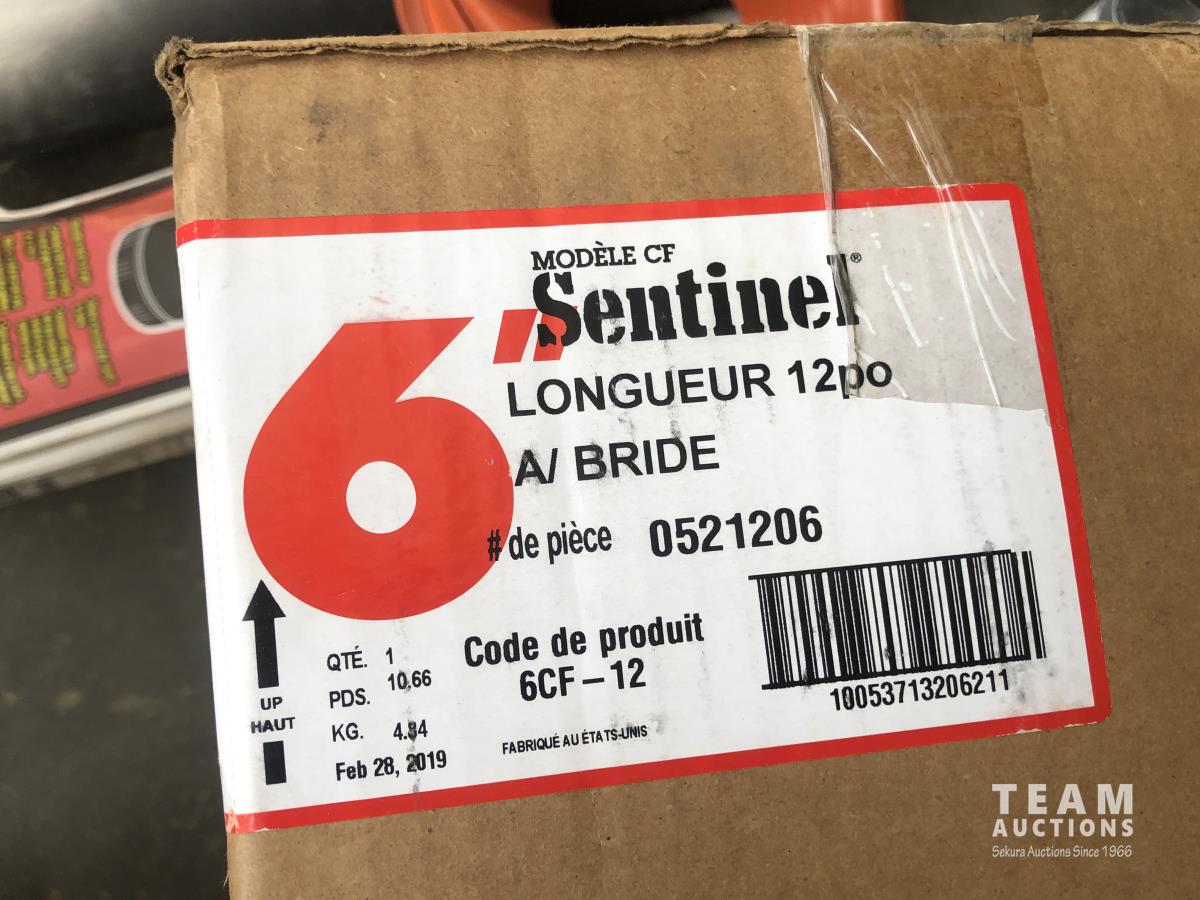 MODÈLE CF
6" Sentinel®
LONGUEUR 12po
A/ BRIDE
# de pièce 0521206
Code de produit
6CF-12
10053713206211
UP
HAUT
QTÉ. 1
PDS. 10.66
KG. 4.84
Feb 28, 2019
FABRIQUÉ AU ÉTATS-UNIS
TEAM
AUCTIONS
Sekura Auctions Since 1966